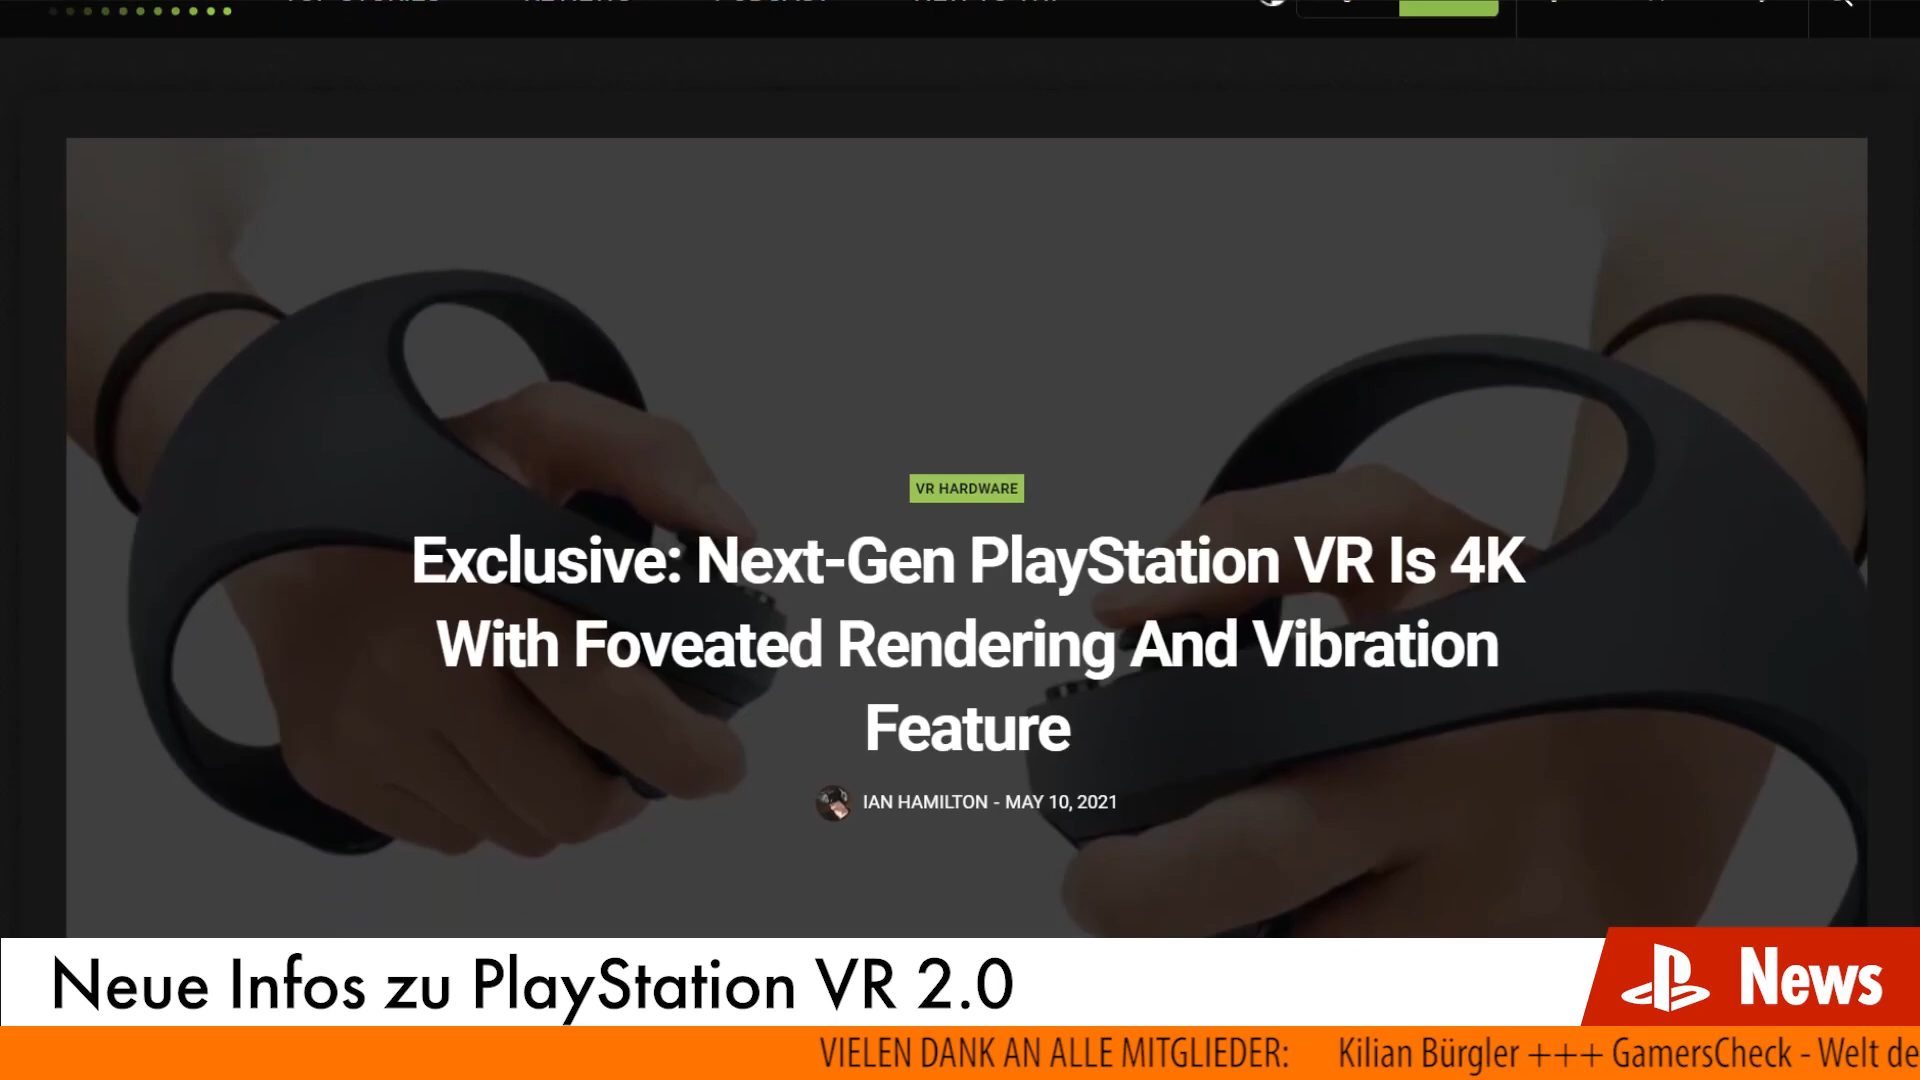 VR HARDWARE
Exclusive: Next-Gen PlayStation VR Is 4K
With Foveated Rendering And Vibration
Feature
IAN HAMILTON - MAY 10, 2021
Neue Infos zu PlayStation VR 2.0
News
VIELEN DANK AN ALLE MITGLIEDER: Kilian Bürgler +++ GamersCheck - Welt de